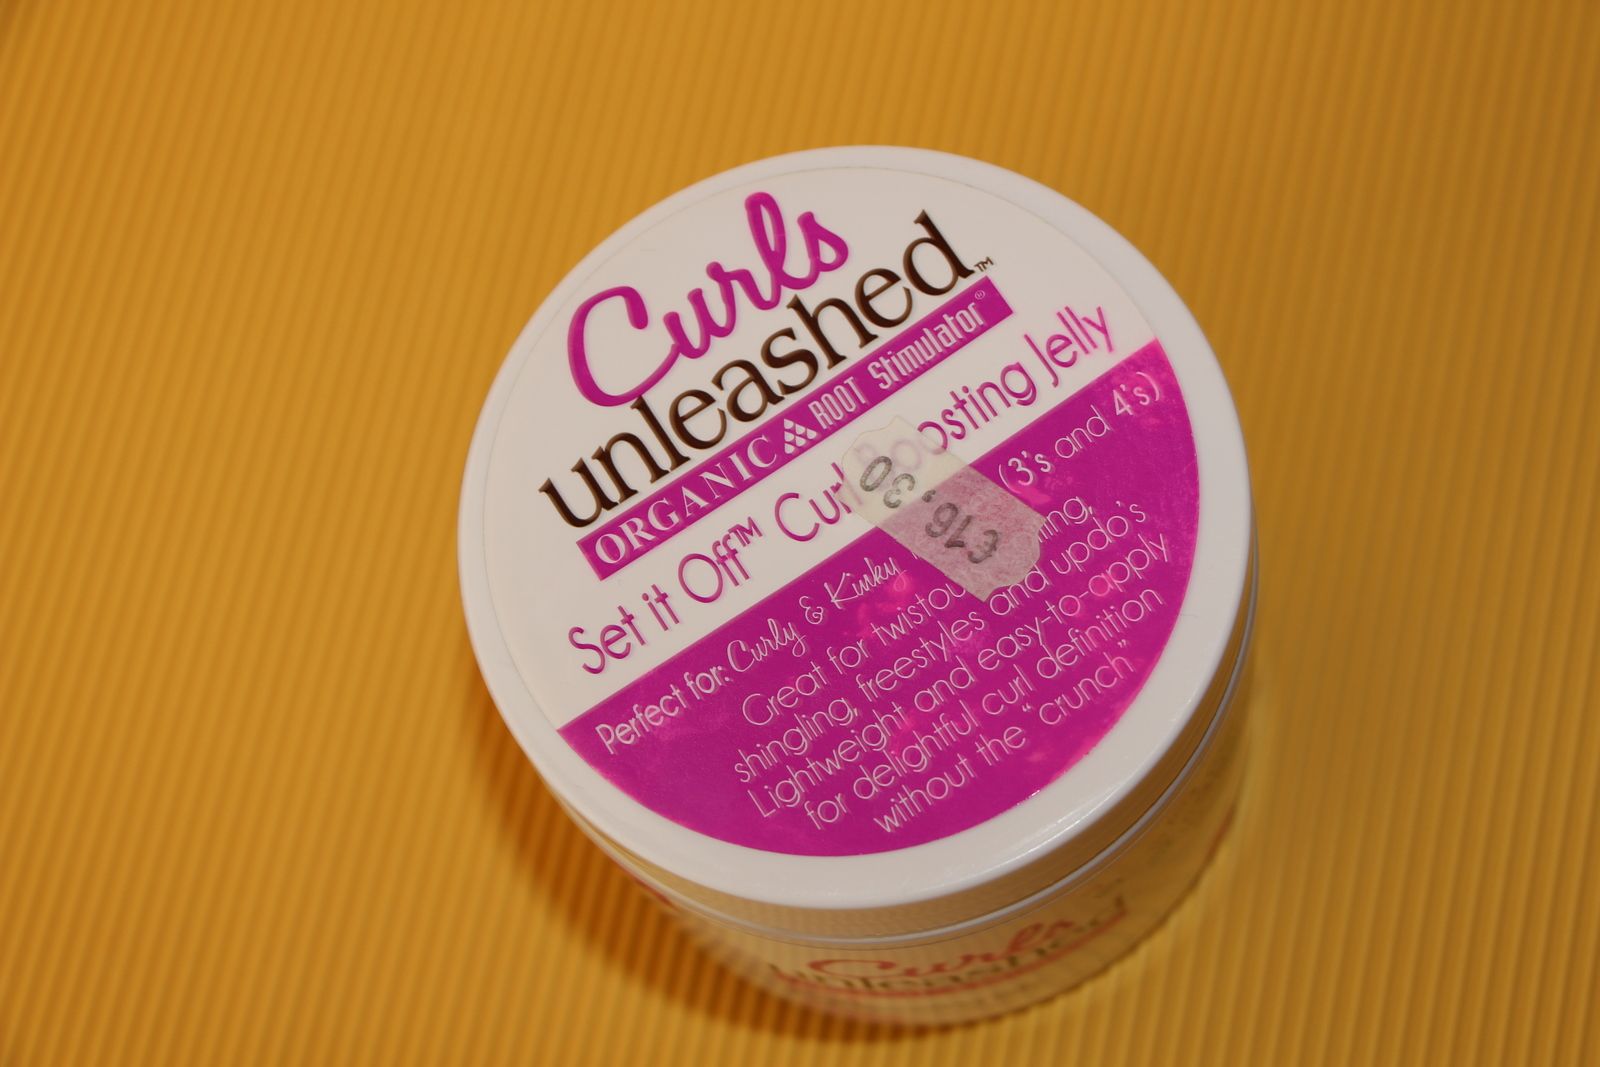 Curls
unleashed™
ORGANIC ROOT Stimulator®
Set it Off™ Curl Boosting Jelly
Perfect for: Curly & Kinky (3's and 4's)
Great for twistouts
shingling, freestyles and updo's
Lightweight and easy-to-apply
for delightful curl definition
without the "crunch"
€16,30
Curls
unleashed